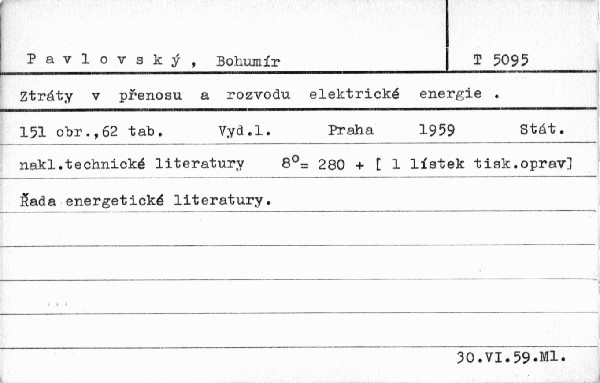 Pavlovský, Bohumír T 5095
Ztráty v přenosu a rozvodu elektrické energie .
151 obr.,62 tab. Vyd.1. Praha 1959 Stát.
nakl.technické literatury 8°= 280 + [ 1 lístek tisk.oprav]
Řada energetické literatury.
30.VI.59.Ml.